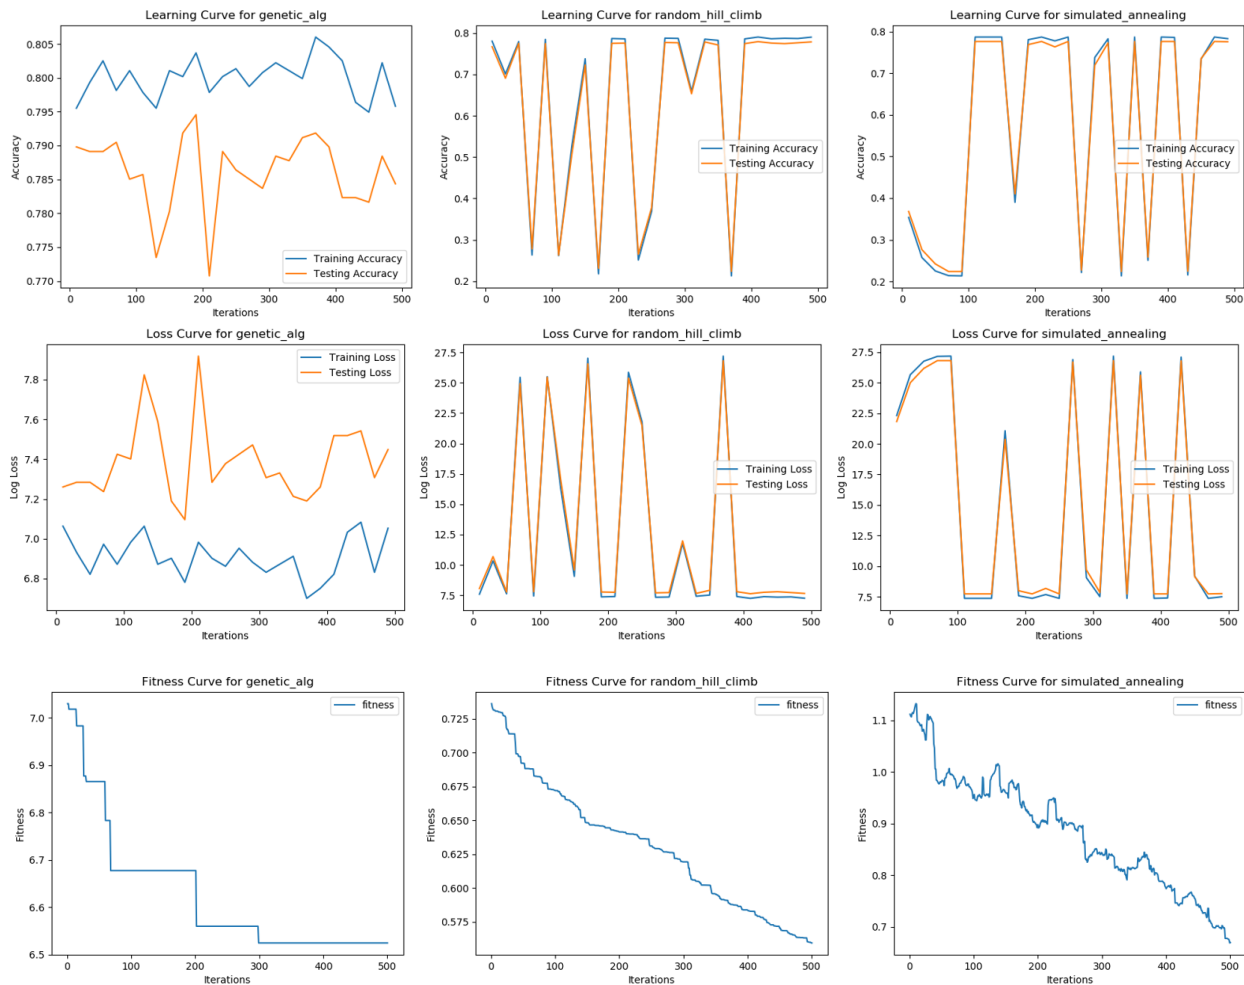 Learning Curve for genetic_alg
0.805
0.800
0.795
0.790
0.785
0.780
0.775
0.770
Accuracy
Training Accuracy
Testing Accuracy
0 100 200 300 400 500
Iterations
Learning Curve for random_hill_climb
0.8
0.7
0.6
0.5
0.4
0.3
0.2
Accuracy
Training Accuracy
Testing Accuracy
0 100 200 300 400 500
Iterations
Learning Curve for simulated_annealing
0.8
0.7
0.6
0.5
0.4
0.3
0.2
Accuracy
Training Accuracy
Testing Accuracy
0 100 200 300 400 500
Iterations
Loss Curve for genetic_alg
7.8
7.6
7.4
7.2
7.0
6.8
Log Loss
Training Loss
Testing Loss
0 100 200 300 400 500
Iterations
Loss Curve for random_hill_climb
27.5
25.0
22.5
20.0
17.5
15.0
12.5
10.0
7.5
Log Loss
Training Loss
Testing Loss
0 100 200 300 400 500
Iterations
Loss Curve for simulated_annealing
27.5
25.0
22.5
20.0
17.5
15.0
12.5
10.0
7.5
Log Loss
Training Loss
Testing Loss
0 100 200 300 400 500
Iterations
Fitness Curve for genetic_alg
7.0
6.9
6.8
6.7
6.6
6.5
Fitness
fitness
0 100 200 300 400 500
Iterations
Fitness Curve for random_hill_climb
0.725
0.700
0.675
0.650
0.625
0.600
0.575
Fitness
fitness
0 100 200 300 400 500
Iterations
Fitness Curve for simulated_annealing
1.1
1.0
0.9
0.8
0.7
Fitness
fitness
0 100 200 300 400 500
Iterations